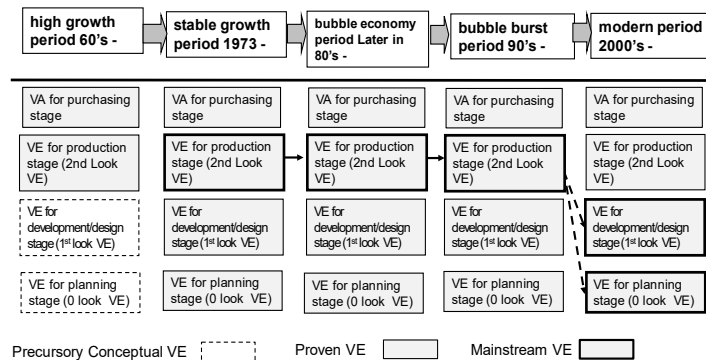 high growth
period 60's -
stable growth
period 1973 -
bubble economy
period Later in
80's -
bubble burst
period 90's -
modern period
2000's -
VA for purchasing
stage
VA for purchasing
stage
VA for purchasing
stage
VA for purchasing
stage
VA for purchasing
stage
VE for production
stage (2nd Look
VE)
VE for production
stage (2nd Look
VE)
VE for production
stage (2nd Look
VE)
VE for production
stage (2nd Look
VE)
VE for production
stage (2nd Look
VE)
VE for
development/design
stage (1st look VE)
VE for
development/design
stage (1st look VE)
VE for
development/design
stage (1st look VE)
VE for
development/design
stage (1st look VE)
VE for
development/design
stage (1st look VE)
VE for planning
stage (0 look VE)
VE for planning
stage (0 look VE)
VE for planning
stage (0 look VE)
VE for planning
stage (0 look VE)
VE for planning
stage (0 look VE)
Precursory Conceptual VE
Proven VE
Mainstream VE